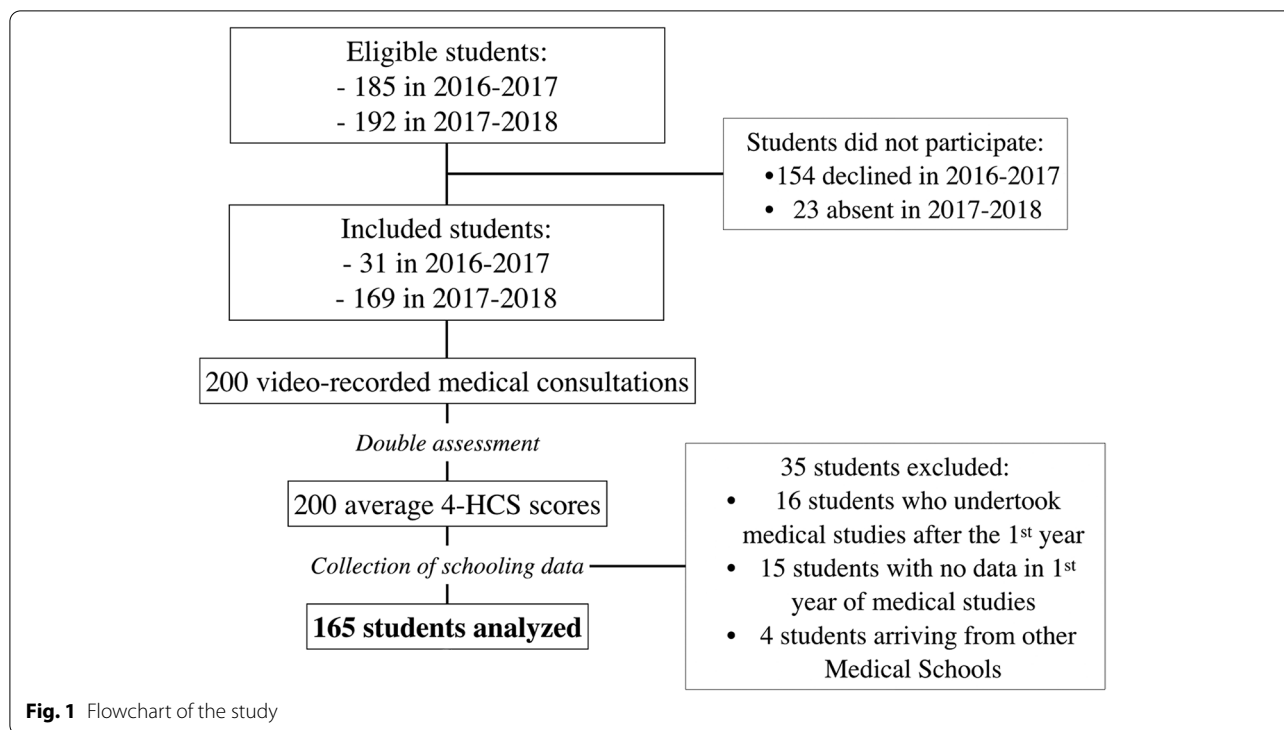 Eligible students:
- 185 in 2016-2017
- 192 in 2017-2018
Students did not participate:
•154 declined in 2016-2017
• 23 absent in 2017-2018
Included students:
- 31 in 2016-2017
- 169 in 2017-2018
200 video-recorded medical consultations
Double assessment
200 average 4-HCS scores
Collection of schooling data
35 students excluded:
• 16 students who undertook
medical studies after the 1st year
• 15 students with no data in 1st
year of medical studies
• 4 students arriving from other
Medical Schools
165 students analyzed
Fig. 1 Flowchart of the study